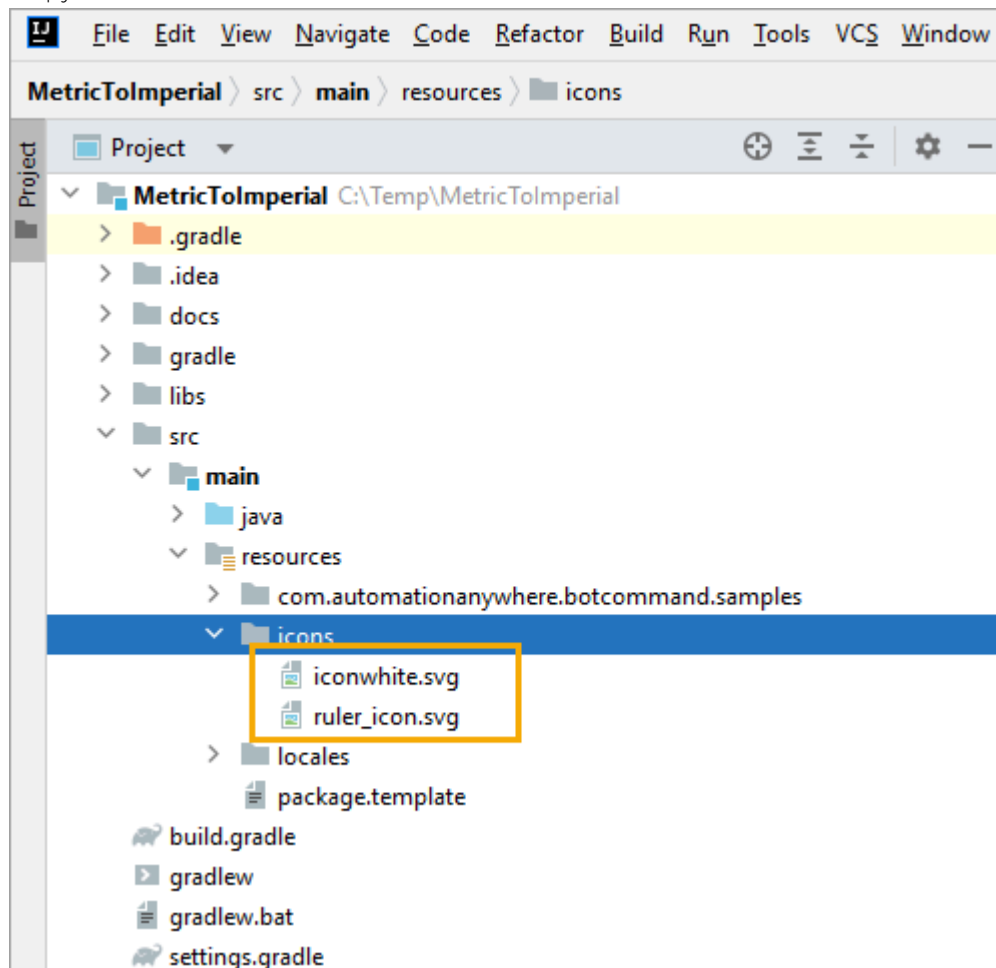 IJ File Edit View Navigate Code Refactor Build Run Tools VCS Window
MetricToImperial src main resources icons
Project
Project
MetricToImperial C:\Temp\MetricToImperial
.gradle
.idea
docs
gradle
libs
src
main
java
resources
com.automationanywhere.botcommand.samples
icons
iconwhite.svg
ruler_icon.svg
locales
package.template
build.gradle
gradlew
gradlew.bat
settings.gradle